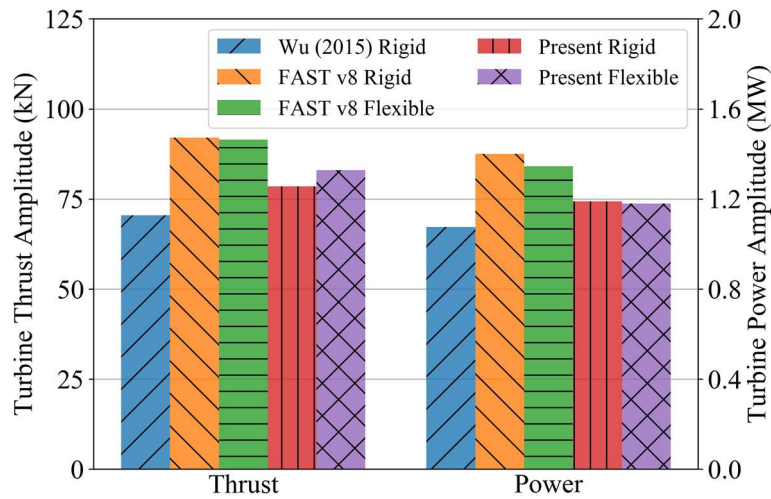 125
100
75
50
25
0
Turbine Thrust Amplitude (kN)
Wu (2015) Rigid
FAST v8 Rigid
FAST v8 Flexible
Present Rigid
Present Flexible
2.0
1.6
1.2
0.8
0.4
0.0
Turbine Power Amplitude (MW)
Thrust
Power